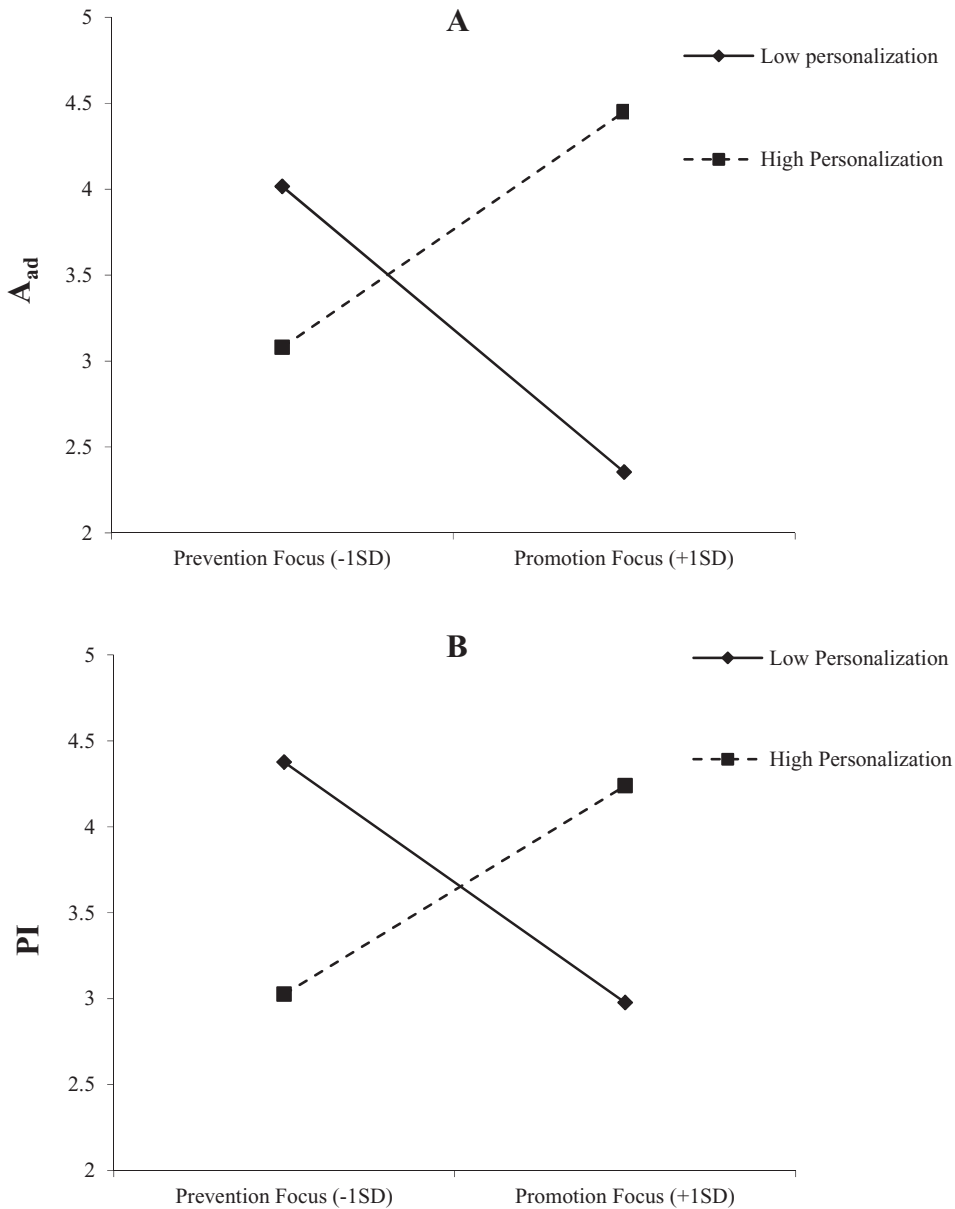 A
5
4.5
4
3.5
3
2.5
2
A_ad
Prevention Focus (-1SD)
Promotion Focus (+1SD)
Low personalization
High Personalization
B
5
4.5
4
3.5
3
2.5
2
PI
Prevention Focus (-1SD)
Promotion Focus (+1SD)
Low Personalization
High Personalization